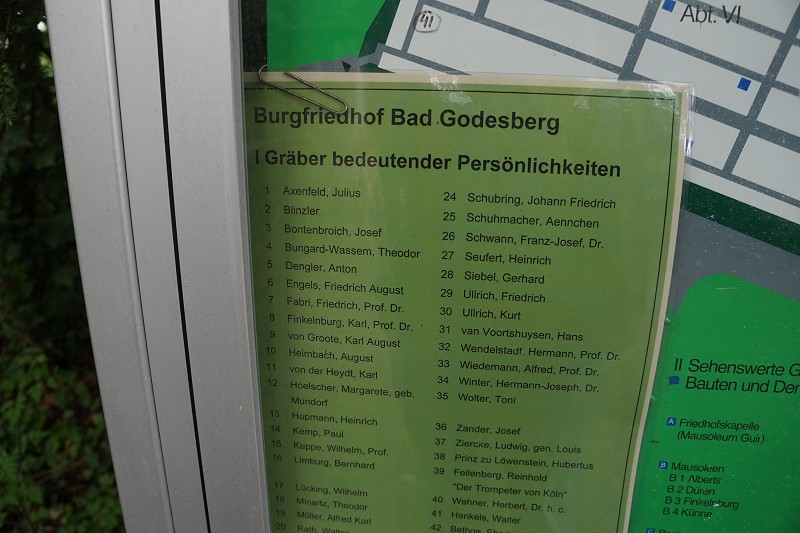 Abt. VI
Burgfriedhof Bad Godesberg
I Gräber bedeutender Persönlichkeiten
1 Axenfeld, Julius
2 Blinzler
3 Bontenbroich, Josef
4 Bungard-Wassem, Theodor
5 Dengler, Anton
6 Engels, Friedrich August
7 Fabri, Friedrich, Prof. Dr.
8 Finkelnburg, Karl, Prof. Dr.
9 von Groote, Karl August
10 Heimbach, August
11 von der Heydt, Karl
12 Hoelscher, Margarete, geb.
Mundorf
13 Hopmann, Heinrich
14 Kemp, Paul
15 Keppe, Wilhelm, Prof.
16 Limburg, Bernhard
17 Lücking, Wilhelm
18 Minartz, Theodor
19 Müller, Alfred Karl
20 Rath, Walter
24 Schubring, Johann Friedrich
25 Schuhmacher, Aennchen
26 Schwann, Franz-Josef, Dr.
27 Seufert, Heinrich
28 Siebel, Gerhard
29 Ullrich, Friedrich
30 Ullrich, Kurt
31 van Voortshuysen, Hans
32 Wendelstadt, Hermann, Prof. Dr.
33 Wiedemann, Alfred, Prof. Dr.
34 Winter, Hermann-Joseph, Dr.
35 Wolter, Toni
36 Zander, Josef
37 Ziercke, Ludwig, gen. Louis
38 Prinz zu Löwenstein, Hubertus
39 Fellenberg, Reinhold
"Der Trompeter von Köln"
40 Wehner, Herbert, Dr. h. c.
41 Henkels, Walter
42 Bethge,
II Sehenswerte G
Bauten und Den
A Friedhofskapelle
(Mausoleum Guir)
B Mausoleen
B 1 Alberts
B 2 Düren
B 3 Finkelnburg
B 4 Künne